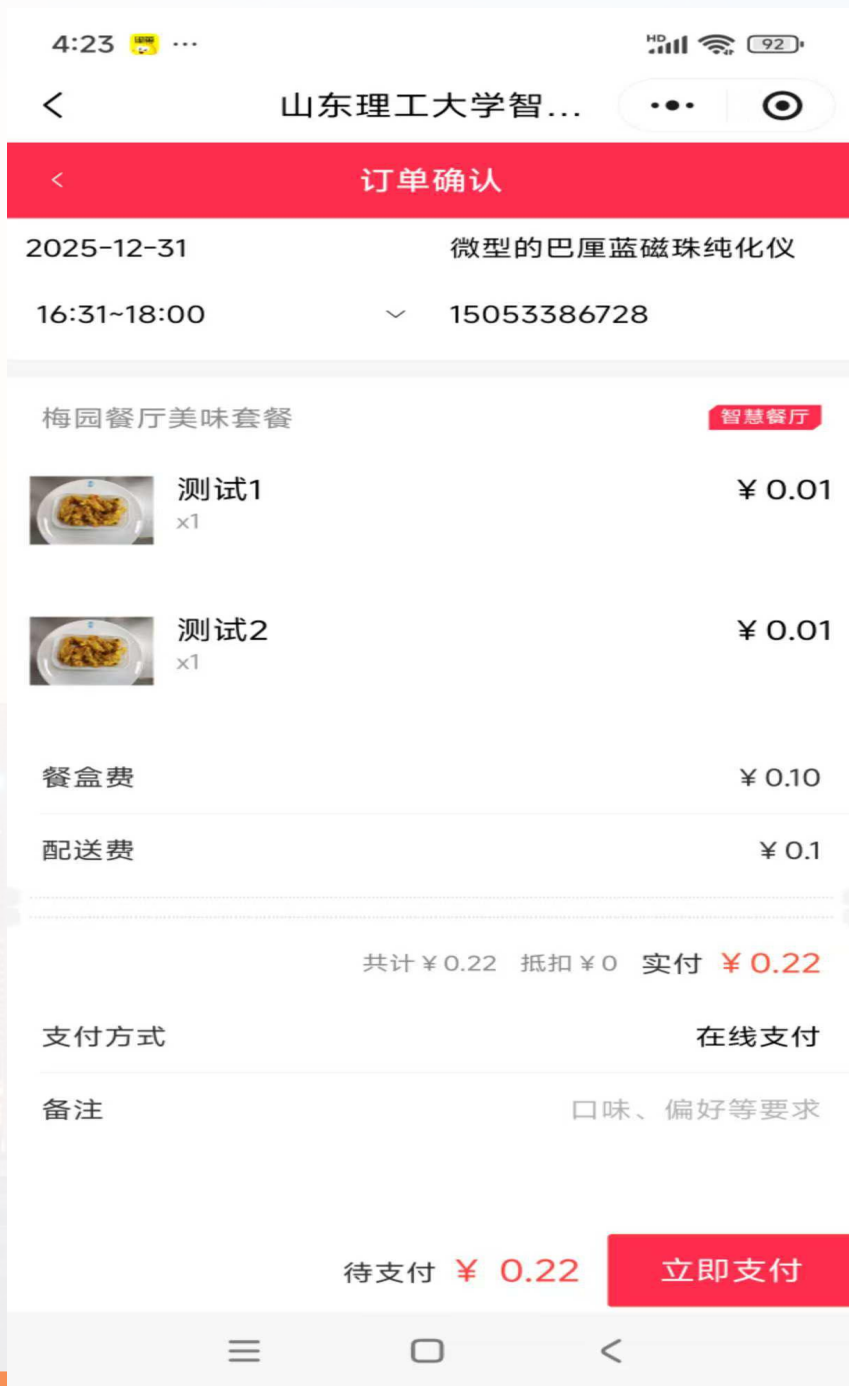 4:23 ...
HD 92
山东理工大学智...
订单确认
2025-12-31 微型的巴厘蓝磁珠纯化仪
16:31~18:00 15053386728
梅园餐厅美味套餐 智慧餐厅
测试1 ¥ 0.01
x1
测试2 ¥ 0.01
x1
餐盒费 ¥ 0.10
配送费 ¥ 0.1
共计¥0.22 抵扣¥0 实付 ¥0.22
支付方式 在线支付
备注 口味、偏好等要求
待支付 ¥ 0.22 立即支付